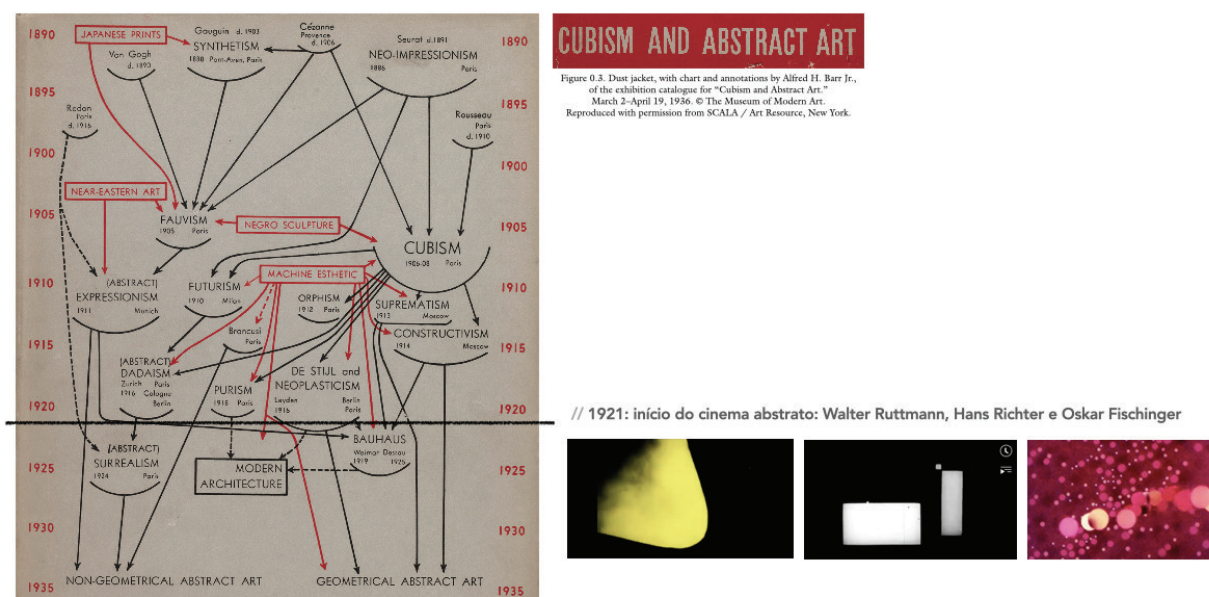 1890
JAPANESE PRINTS
Gauguin d. 1903
SYNTHETISM
1888 Pont-Aven, Paris
Cézanne
Provence
d. 1906
Seurat d. 1891
NEO-IMPRESSIONISM
1886 Paris
1890
Van Gogh
d. 1890
1895
1895
Redon
Paris
d. 1916
Rousseau
Paris
d. 1910
1900
1900
NEAR-EASTERN ART
1905
FAUVISM
1905 Paris
NEGRO SCULPTURE
1905
CUBISM
1906-08 Paris
1910
(ABSTRACT)
EXPRESSIONISM
1911 Munich
FUTURISM
1910 Milan
MACHINE ESTHETIC
ORPHISM
1912 Paris
SUPREMATISM
1913 Moscow
1910
Brancusi
Paris
CONSTRUCTIVISM
1914 Moscow
1915
1915
(ABSTRACT)
DADAISM
Zurich Paris
1916 Cologne
Berlin
PURISM
1918 Paris
DE STIJL and
NEOPLASTICISM
Leyden Berlin
1916 Paris
1920
1920
BAUHAUS
Weimar Dessau
1919 1925
(ABSTRACT)
SURREALISM
1924 Paris
1925
MODERN
ARCHITECTURE
1925
1930
1930
NON-GEOMETRICAL ABSTRACT ART
GEOMETRICAL ABSTRACT ART
1935
1935
CUBISM AND ABSTRACT ART
Figure 0.3. Dust jacket, with chart and annotations by Alfred H. Barr Jr.,
of the exhibition catalogue for “Cubism and Abstract Art.”
March 2–April 19, 1936. © The Museum of Modern Art.
Reproduced with permission from SCALA / Art Resource, New York.
// 1921: início do cinema abstrato: Walter Ruttmann, Hans Richter e Oskar Fischinger